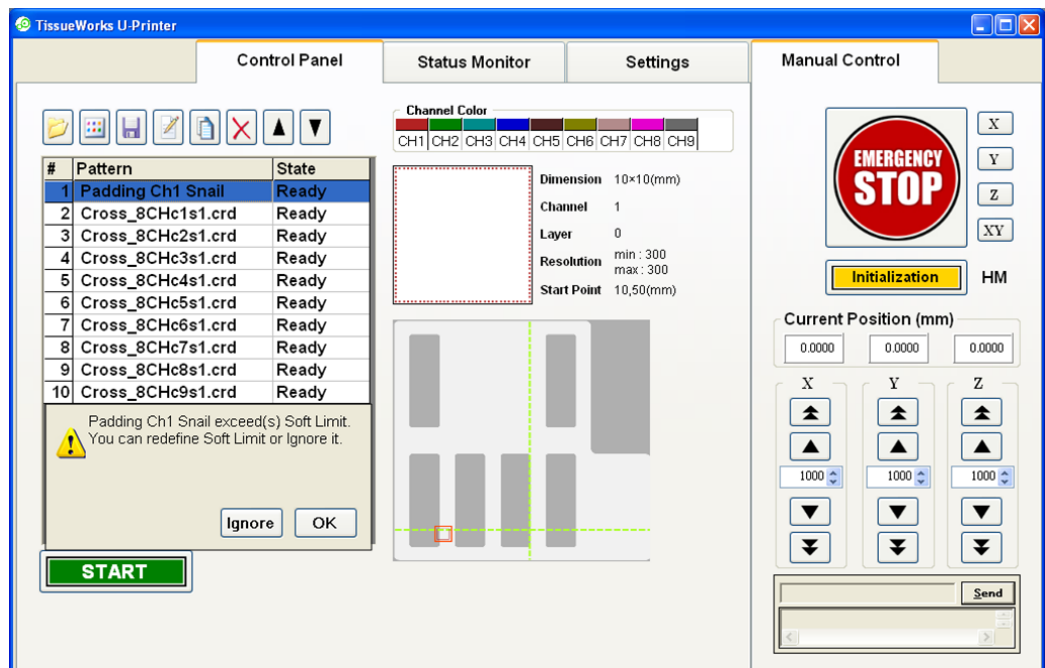 TissueWorks U-Printer
Control Panel
Status Monitor
Settings
Manual Control
Channel Color
CH1 CH2 CH3 CH4 CH5 CH6 CH7 CH8 CH9
# Pattern State
1 Padding Ch1 Snail Ready
2 Cross_8CHc1s1.crd Ready
3 Cross_8CHc2s1.crd Ready
4 Cross_8CHc3s1.crd Ready
5 Cross_8CHc4s1.crd Ready
6 Cross_8CHc5s1.crd Ready
7 Cross_8CHc6s1.crd Ready
8 Cross_8CHc7s1.crd Ready
9 Cross_8CHc8s1.crd Ready
10 Cross_8CHc9s1.crd Ready
Padding Ch1 Snail exceed(s) Soft Limit.
You can redefine Soft Limit or Ignore it.
Ignore OK
START
Dimension 10×10(mm)
Channel 1
Layer 0
Resolution min : 300
max : 300
Start Point 10,50(mm)
EMERGENCY
STOP
X
Y
Z
XY
Initialization HM
Current Position (mm)
0.0000 0.0000 0.0000
X Y Z
1000 1000 1000
Send